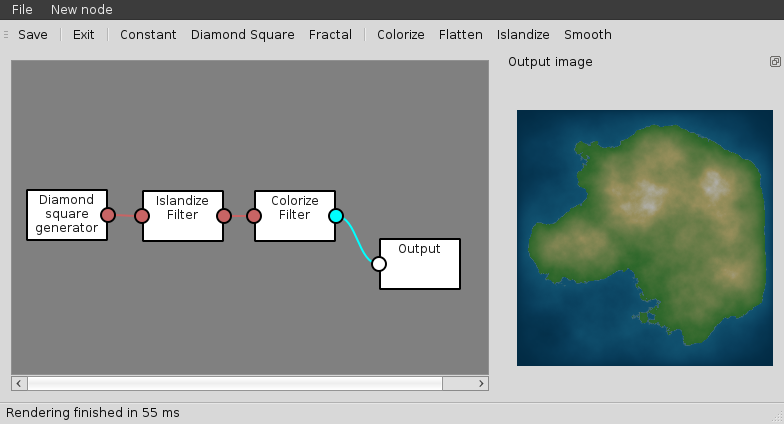 File New node
Save Exit Constant Diamond Square Fractal Colorize Flatten Islandize Smooth
Output image
Diamond
square
generator
Islandize
Filter
Colorize
Filter
Output
Rendering finished in 55 ms